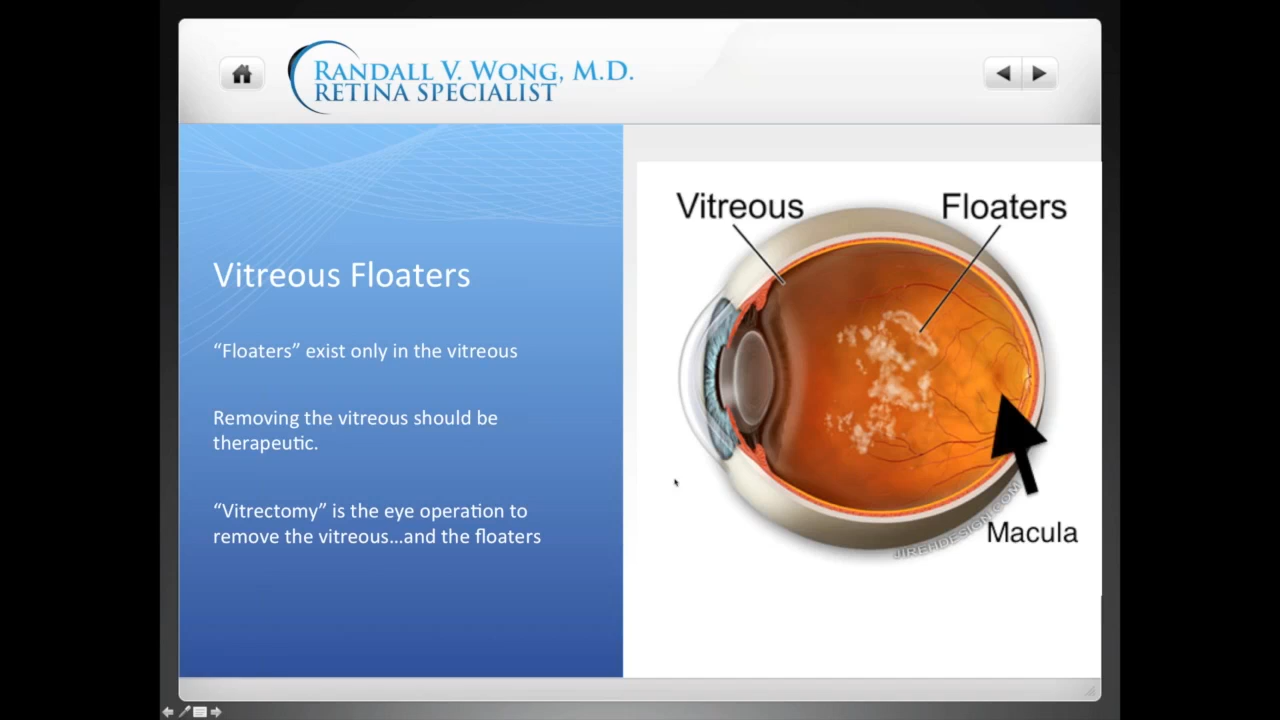 RANDALL V. WONG, M.D.
RETINA SPECIALIST
Vitreous Floaters
“Floaters” exist only in the vitreous
Removing the vitreous should be
therapeutic.
“Vitrectomy” is the eye operation to
remove the vitreous…and the floaters
Vitreous
Floaters
Macula
JIREHDESIGN.COM